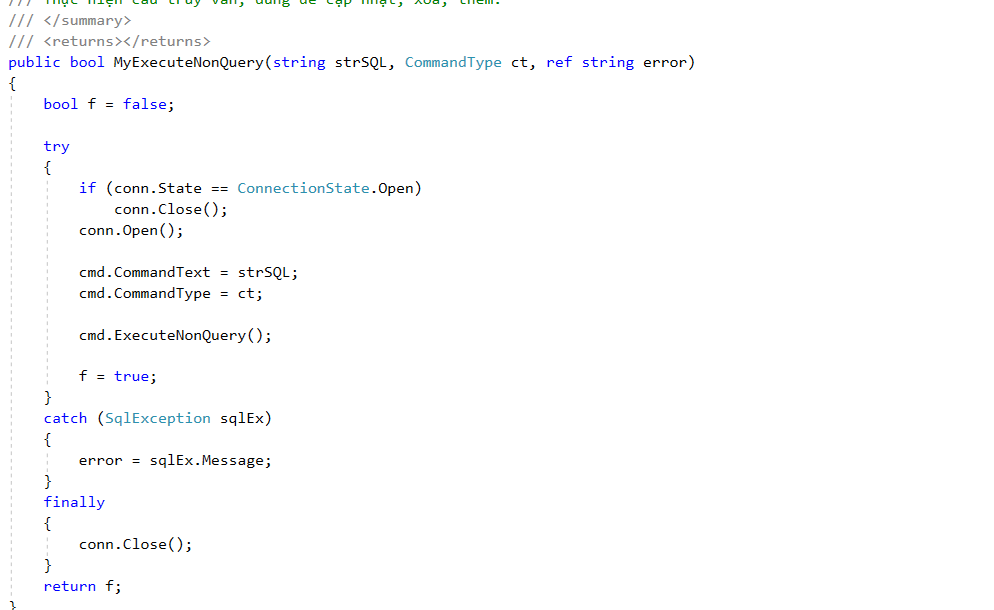 /// Thực hiện câu truy vấn, dùng để cập nhật, xóa, thêm.
/// </summary>
/// <returns></returns>
public bool MyExecuteNonQuery(string strSQL, CommandType ct, ref string error)
{
bool f = false;
try
{
if (conn.State == ConnectionState.Open)
conn.Close();
conn.Open();
cmd.CommandText = strSQL;
cmd.CommandType = ct;
cmd.ExecuteNonQuery();
f = true;
}
catch (SqlException sqlEx)
{
error = sqlEx.Message;
}
finally
{
conn.Close();
}
return f;
}